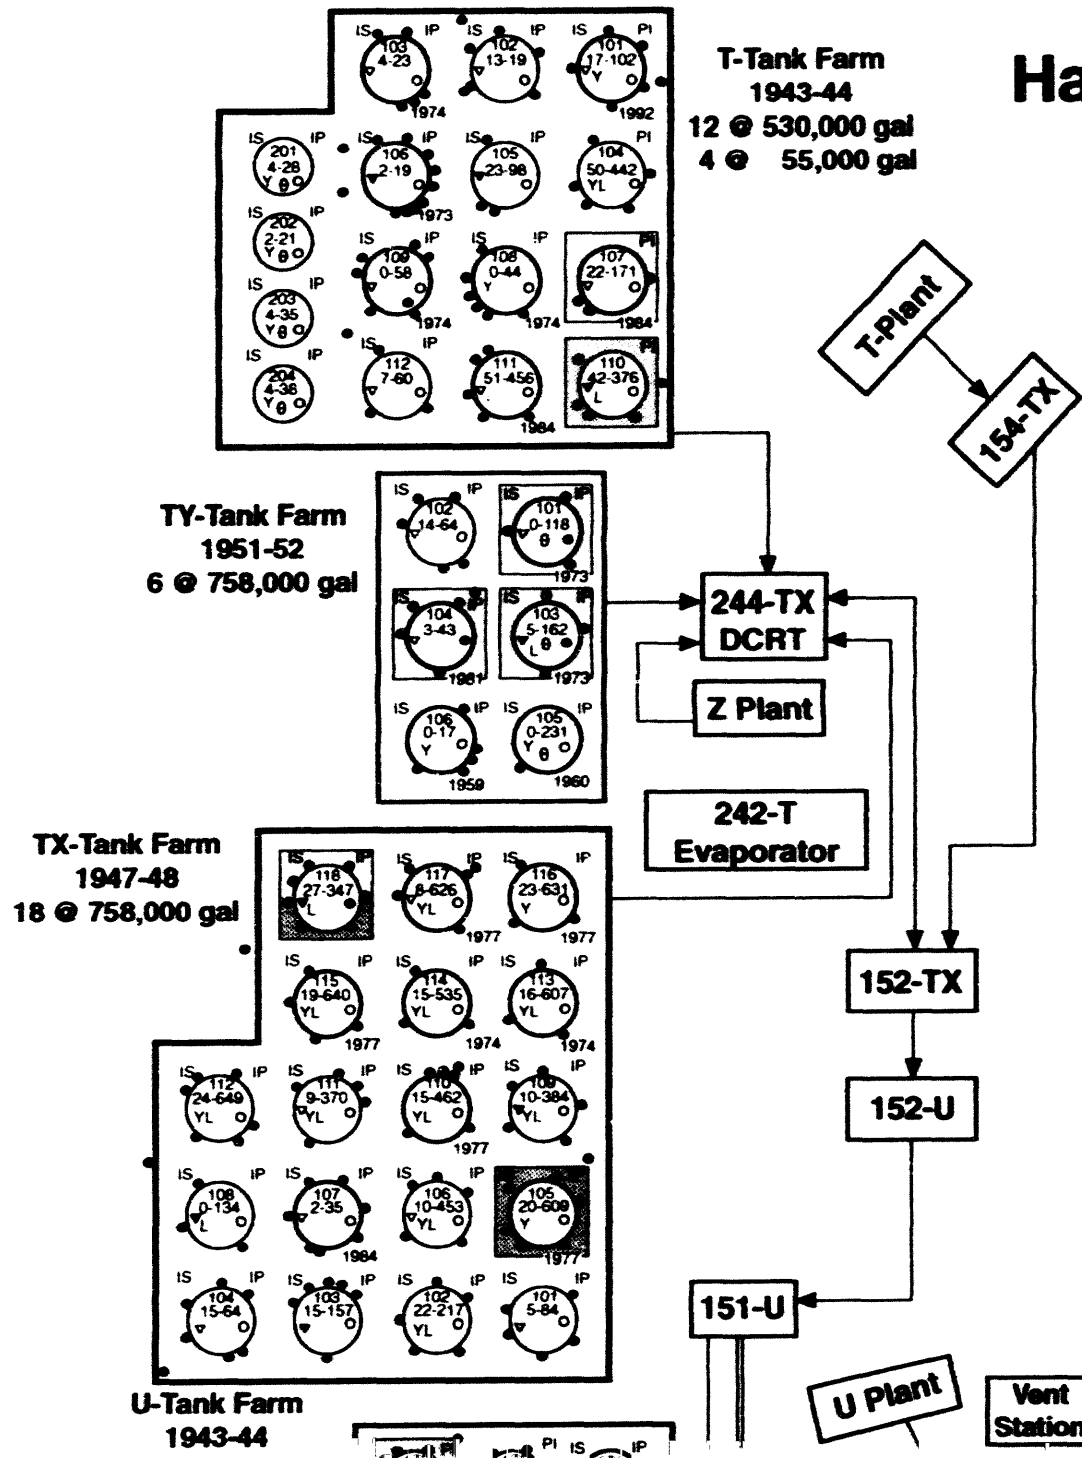 Ha
T-Tank Farm
1943-44
12 @ 530,000 gal
4 @ 55,000 gal
IS IP
103
4-23
1974
IS
102
13-19
IP
IS PI
101
17-102
Y
1992
IS IP
201
4-28
Y θ
IS IP
106
2-19
1973
IS IP
105
23-98
PI
104
50-442
YL
IS IP
202
2-21
Y θ
IS IP
109
0-58
1974
IS IP
108
0-44
Y
1974
PI
107
22-171
1984
IS IP
203
4-35
Y θ
IS IP
204
4-38
Y θ
IS IP
112
7-60
111
51-456
1984
110
42-376
L
T-Plant
154-TX
TY-Tank Farm
1951-52
6 @ 758,000 gal
IS IP
102
14-64
IS IP
101
0-118
θ
1973
IS IP
104
3-43
1981
IS IP
103
5-162
L θ
1973
IS IP
106
0-17
Y
1959
IS IP
105
0-231
Y θ
1960
244-TX
DCRT
Z Plant
242-T
Evaporator
TX-Tank Farm
1947-48
18 @ 758,000 gal
IS IP
118
27-347
L
IS IP
117
8-626
YL
1977
IS IP
116
23-631
Y
1977
IS IP
115
19-640
YL
1977
IS IP
114
15-535
YL
1974
IS IP
113
16-607
YL
1974
IS IP
112
24-649
YL
IS IP
111
9-370
YL
IS IP
110
15-462
YL
1977
IS IP
109
10-384
YL
IS IP
108
0-134
L
IS IP
107
2-35
1984
IS IP
106
10-453
YL
105
20-609
Y
1977
IS IP
104
15-64
IS IP
103
15-157
IS IP
102
22-217
YL
IS IP
101
5-84
152-TX
152-U
151-U
U Plant
Vent
Station
U-Tank Farm
1943-44
PI
PI
IS IP